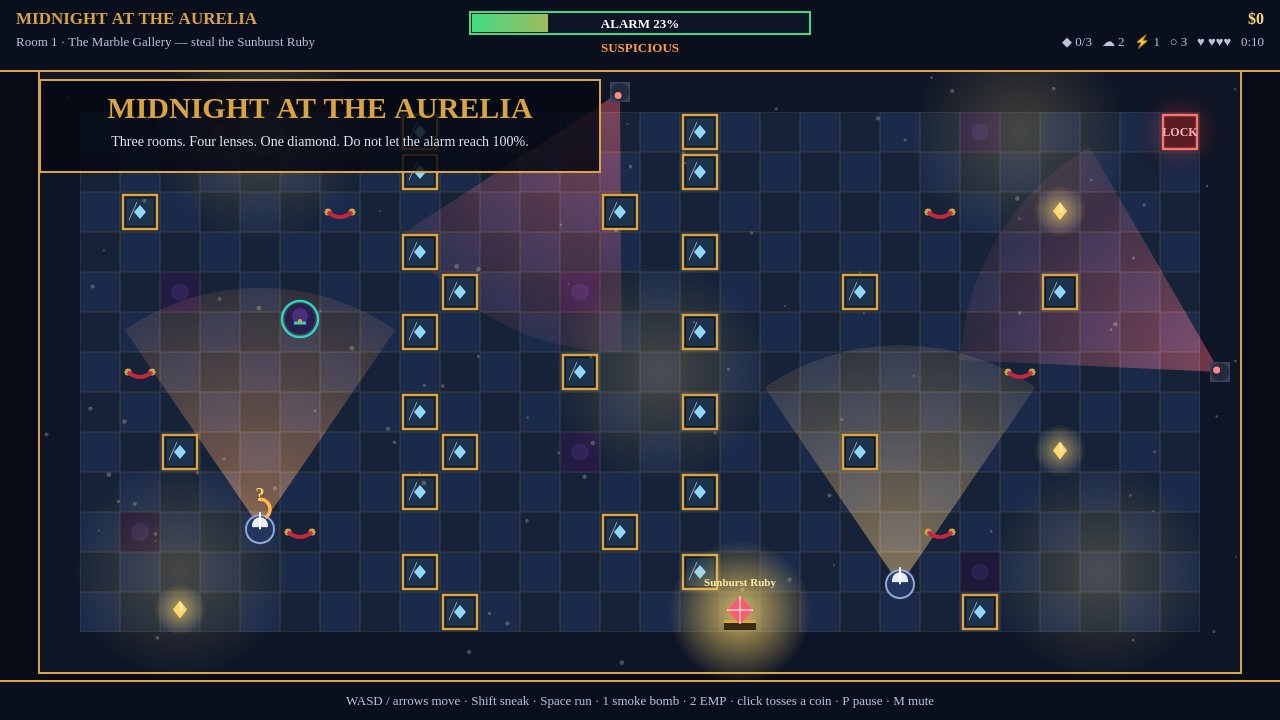 MIDNIGHT AT THE AURELIA
Room 1 · The Marble Gallery — steal the Sunburst Ruby
ALARM 23%
SUSPICIOUS
$0
◆ 0/3 ☁ 2 ⚡ 1 ○ 3 ♥ ♥♥♥ 0:10
MIDNIGHT AT THE AURELIA
Three rooms. Four lenses. One diamond. Do not let the alarm reach 100%.
LOCK
?
Sunburst Ruby
WASD / arrows move · Shift sneak · Space run · 1 smoke bomb · 2 EMP · click tosses a coin · P pause · M mute